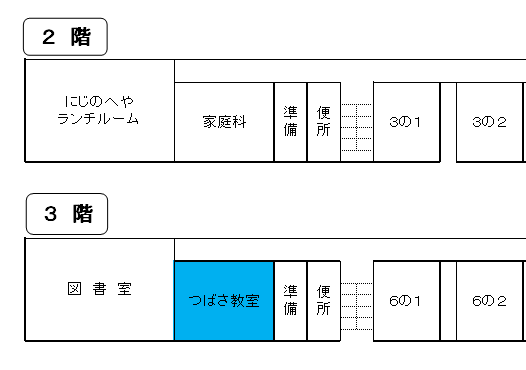 ２ 階
にじのへや
ランチルーム
家庭科
準備
便所
3の1
3の2
３ 階
図 書 室
つばさ教室
準備
便所
6の1
6の2